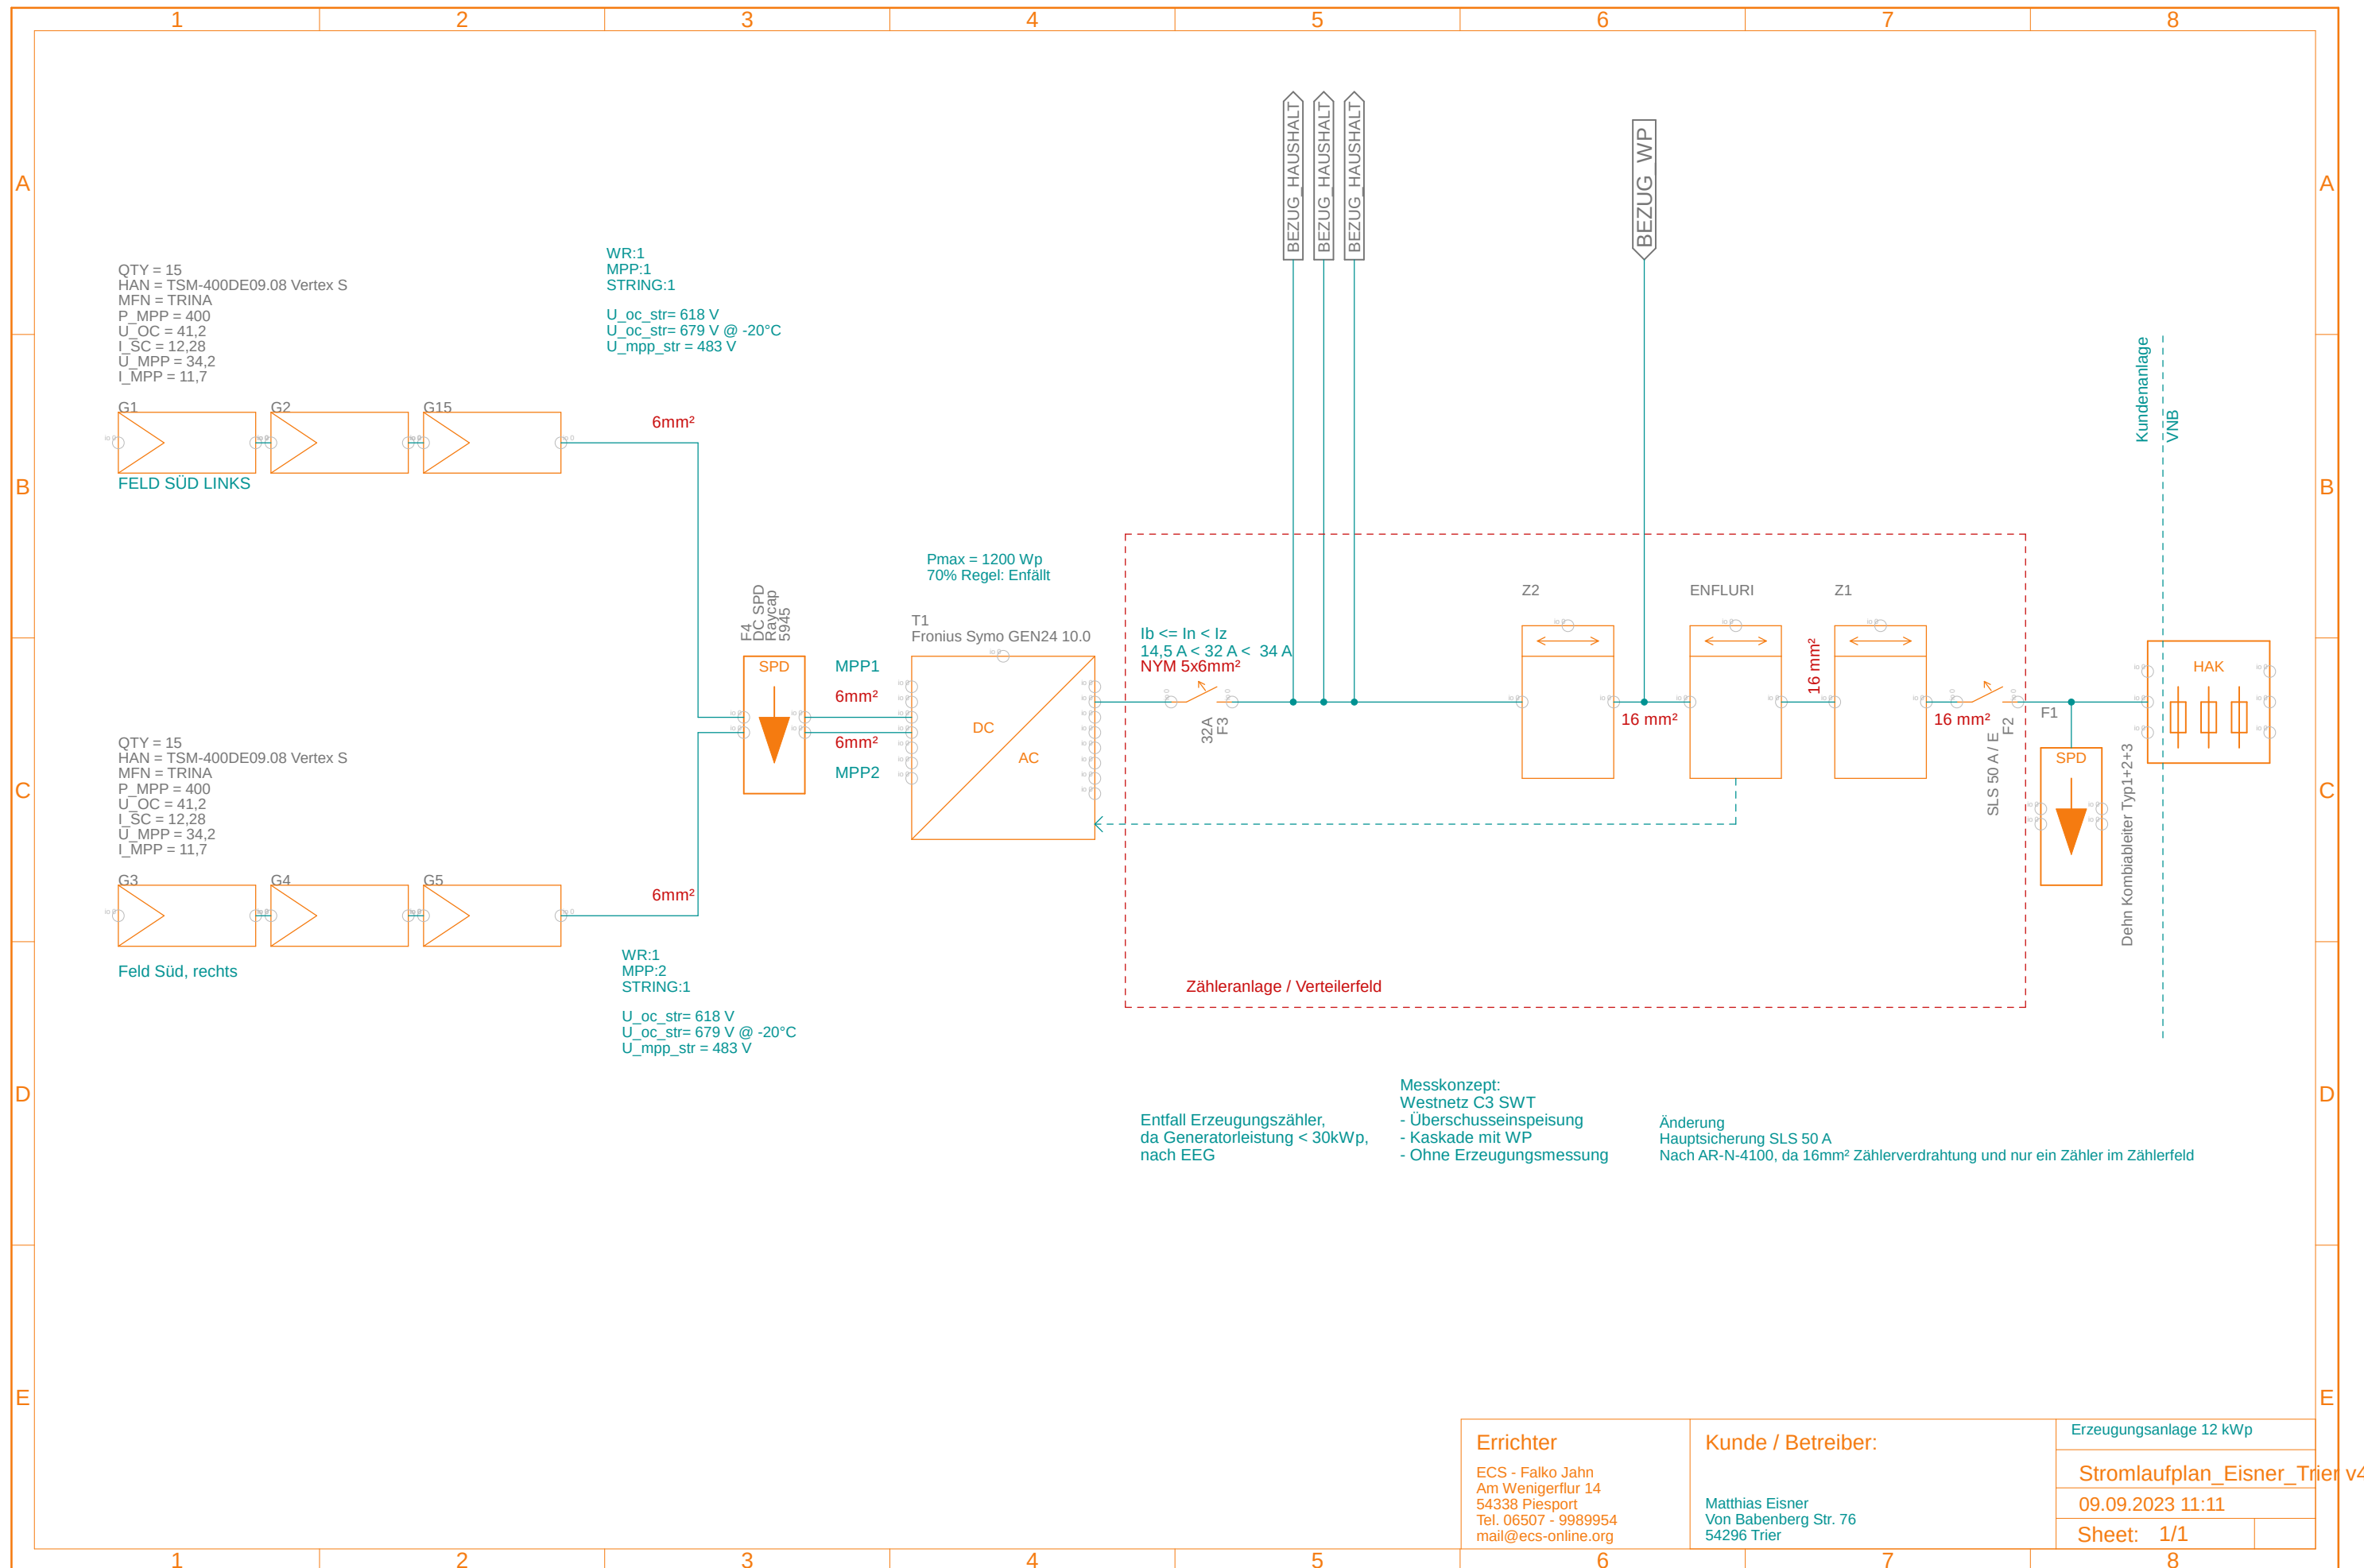 1 2 3 4 5 6 7 8
A A
B B
C C
D D
E E
QTY = 15
HAN = TSM-400DE09.08 Vertex S
MFN = TRINA
P_MPP = 400
U_OC = 41,2
I_SC = 12,28
U_MPP = 34,2
I_MPP = 11,7
G1 G2 G15
FELD SÜD LINKS
WR:1
MPP:1
STRING:1
U_oc_str= 618 V
U_oc_str= 679 V @ -20°C
U_mpp_str = 483 V
6mm²
BEZUG_HAUSHALT
BEZUG_HAUSHALT
BEZUG_HAUSHALT
BEZUG_WP
Kundenanlage
VNB
Pmax = 1200 Wp
70% Regel: Enfällt
F4
DC SPD
Raycap
5945
SPD
MPP1
6mm²
6mm²
MPP2
T1
Fronius Symo GEN24 10.0
DC
AC
Ib <= In < Iz
14,5 A < 32 A <  34 A
NYM 5x6mm²
32A
F3
Z2
16 mm²
ENFLURI
16 mm²
Z1
16 mm²
SLS 50 A / E
F2
F1
SPD
Dehn Kombiableiter Typ1+2+3
HAK
QTY = 15
HAN = TSM-400DE09.08 Vertex S
MFN = TRINA
P_MPP = 400
U_OC = 41,2
I_SC = 12,28
U_MPP = 34,2
I_MPP = 11,7
G3 G4 G5
Feld Süd, rechts
6mm²
WR:1
MPP:2
STRING:1
U_oc_str= 618 V
U_oc_str= 679 V @ -20°C
U_mpp_str = 483 V
Zähleranlage / Verteilerfeld
Entfall Erzeugungszähler,
da Generatorleistung < 30kWp,
nach EEG
Messkonzept:
Westnetz C3 SWT
- Überschusseinspeisung
- Kaskade mit WP
- Ohne Erzeugungsmessung
Änderung
Hauptsicherung SLS 50 A
Nach AR-N-4100, da 16mm² Zählerverdrahtung und nur ein Zähler im Zählerfeld
Errichter
ECS - Falko Jahn
Am Wenigerflur 14
54338 Piesport
Tel. 06507 - 9989954
mail@ecs-online.org
Kunde / Betreiber:
Matthias Eisner
Von Babenberg Str. 76
54296 Trier
Erzeugungsanlage 12 kWp
Stromlaufplan_Eisner_Trier v4
09.09.2023 11:11
Sheet: 1/1
1 2 3 4 5 6 7 8